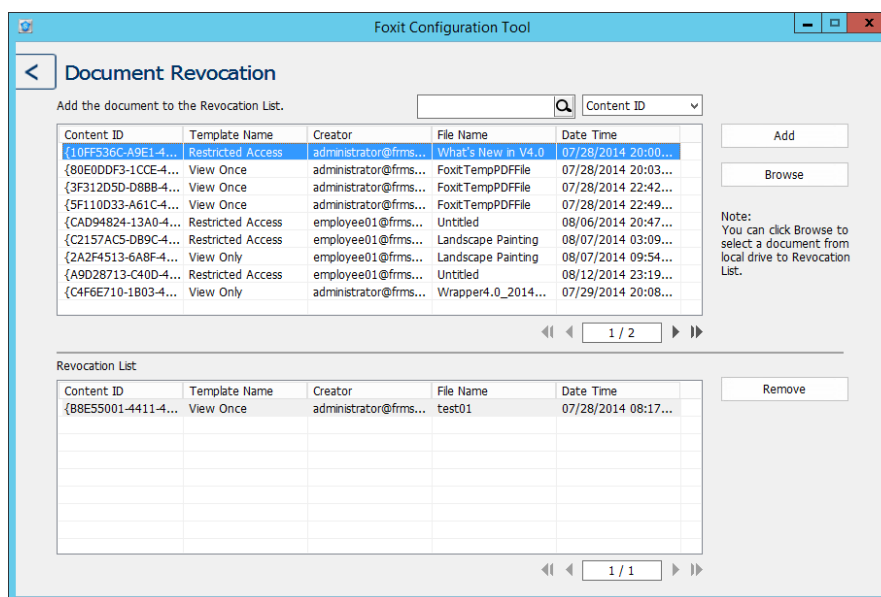 Foxit Configuration Tool
<
Document Revocation
Add the document to the Revocation List.
Content ID
Content ID Template Name Creator File Name Date Time
{10FF536C-A9E1-4... Restricted Access administrator@frms... What's New in V4.0 07/28/2014 20:00...
{80E0DDF3-1CCE-4... View Once administrator@frms... FoxitTempPDFFile 07/28/2014 20:03...
{3F312D5D-D8BB-4... View Once administrator@frms... FoxitTempPDFFile 07/28/2014 22:42...
{5F110D33-A61C-4... View Once administrator@frms... FoxitTempPDFFile 07/28/2014 22:49...
{CAD94824-13A0-4... Restricted Access employee01@frms... Untitled 08/06/2014 20:47...
{C2157AC5-DB9C-4... Restricted Access employee01@frms... Landscape Painting 08/07/2014 03:09...
{2A2F4513-6A8F-4... View Only employee01@frms... Landscape Painting 08/07/2014 09:54...
{A9D28713-C40D-4... Restricted Access employee01@frms... Untitled 08/12/2014 23:19...
{C4F6E710-1B03-4... View Only administrator@frms... Wrapper4.0_2014... 07/29/2014 20:08...
1 / 2
Add
Browse
Note:
You can click Browse to
select a document from
local drive to Revocation
List.
Revocation List
Content ID Template Name Creator File Name Date Time
{B8E55001-4411-4... View Once administrator@frms... test01 07/28/2014 08:17...
1 / 1
Remove